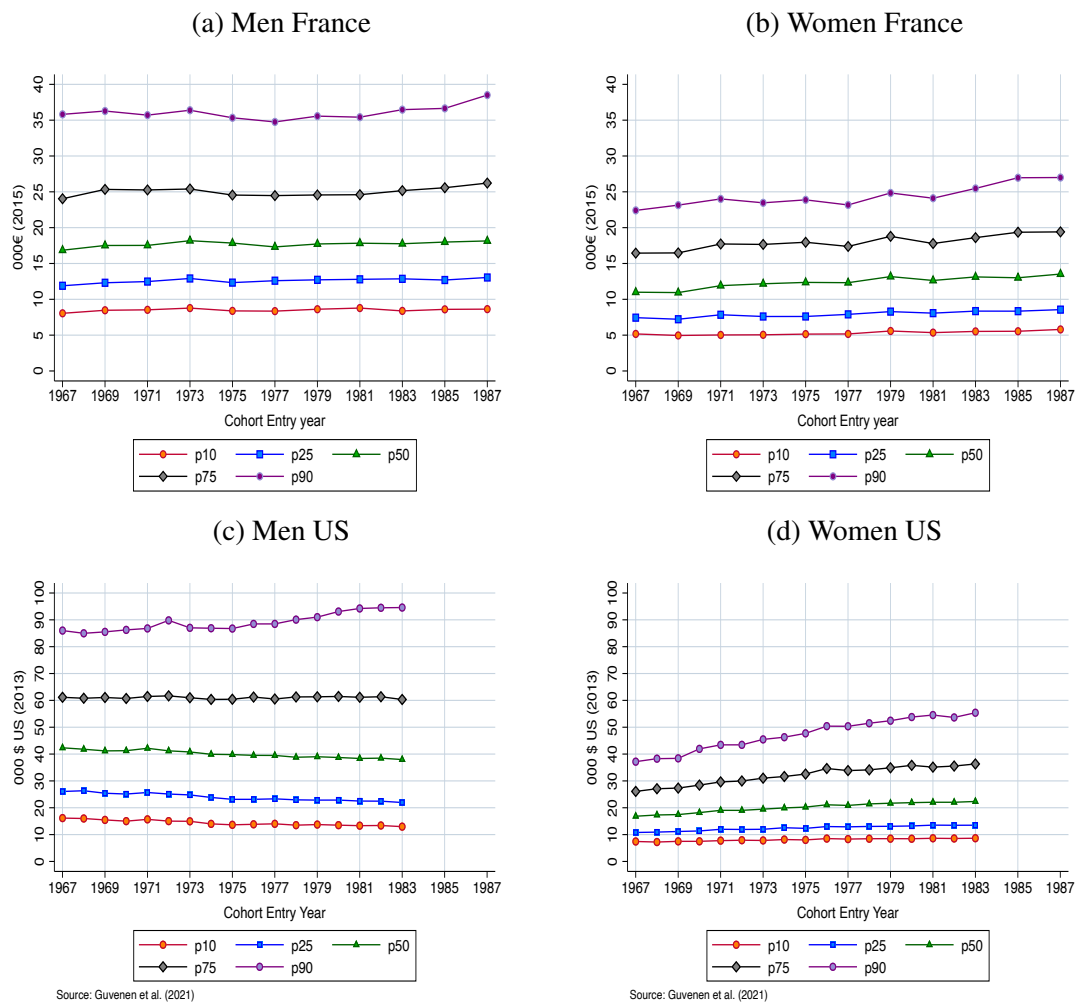 (a) Men France
000€ (2015)
40
35
30
25
20
15
10
5
0
1967 1969 1971 1973 1975 1977 1979 1981 1983 1985 1987
Cohort Entry year
p10 p25 p50
p75 p90
(b) Women France
000€ (2015)
40
35
30
25
20
15
10
5
0
1967 1969 1971 1973 1975 1977 1979 1981 1983 1985 1987
Cohort Entry year
p10 p25 p50
p75 p90
(c) Men US
000 $ US (2013)
100
90
80
70
60
50
40
30
20
10
0
1967 1969 1971 1973 1975 1977 1979 1981 1983 1985 1987
Cohort Entry Year
p10 p25 p50
p75 p90
Source: Guvenen et al. (2021)
(d) Women US
000 $ US (2013)
100
90
80
70
60
50
40
30
20
10
0
1967 1969 1971 1973 1975 1977 1979 1981 1983 1985 1987
Cohort Entry Year
p10 p25 p50
p75 p90
Source: Guvenen et al. (2021)